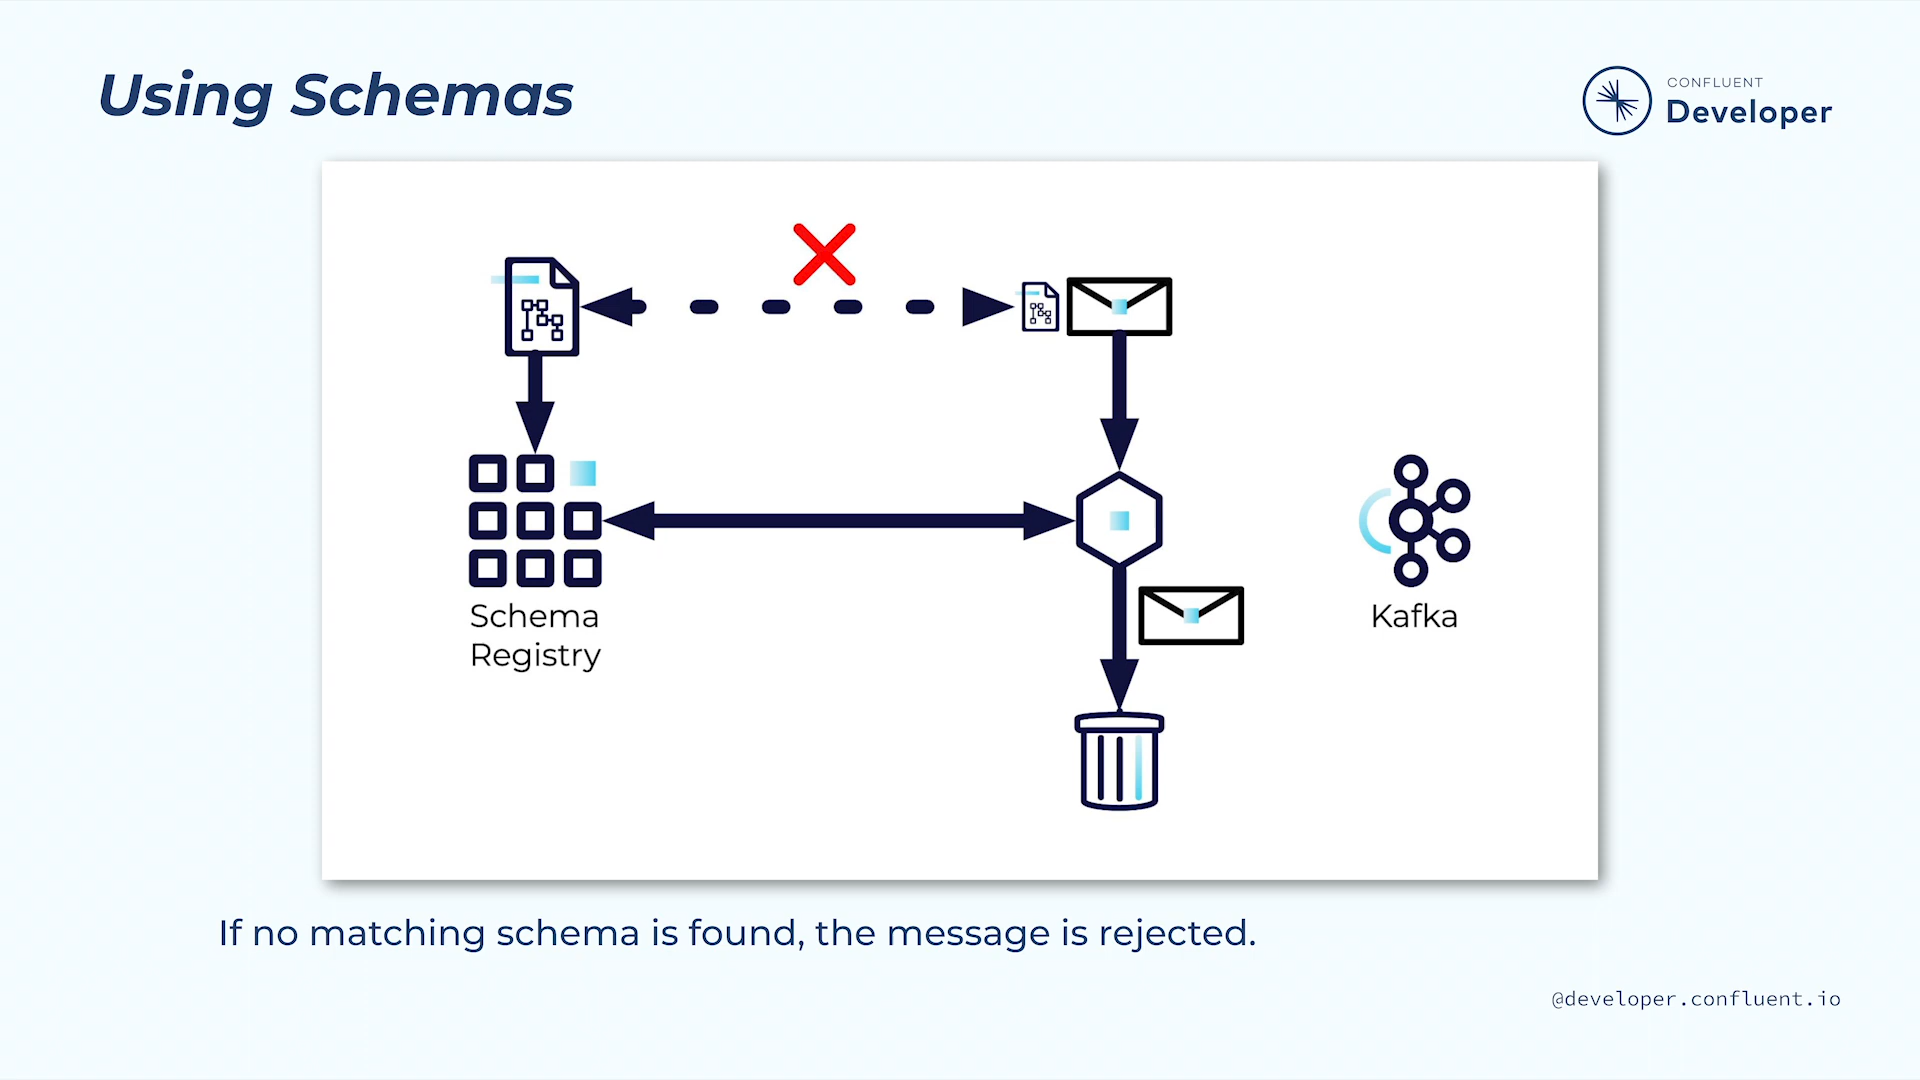 Using Schemas
CONFLUENT
Developer
Schema
Registry
Kafka
If no matching schema is found, the message is rejected.
@developer.confluent.io